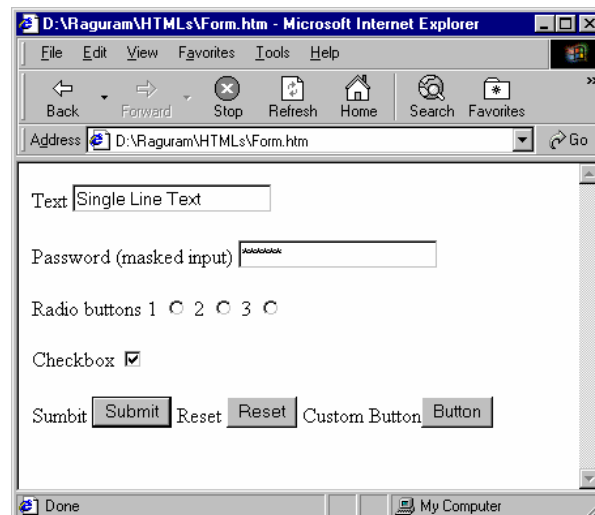 D:\Raguram\HTMLs\Form.htm - Microsoft Internet Explorer
File Edit View Favorites Tools Help
Back Forward Stop Refresh Home Search Favorites »
Address D:\Raguram\HTMLs\Form.htm Go
Text Single Line Text
Password (masked input) *******
Radio buttons 1 2 3
Checkbox
Sumbit Submit Reset Reset Custom Button Button
Done My Computer